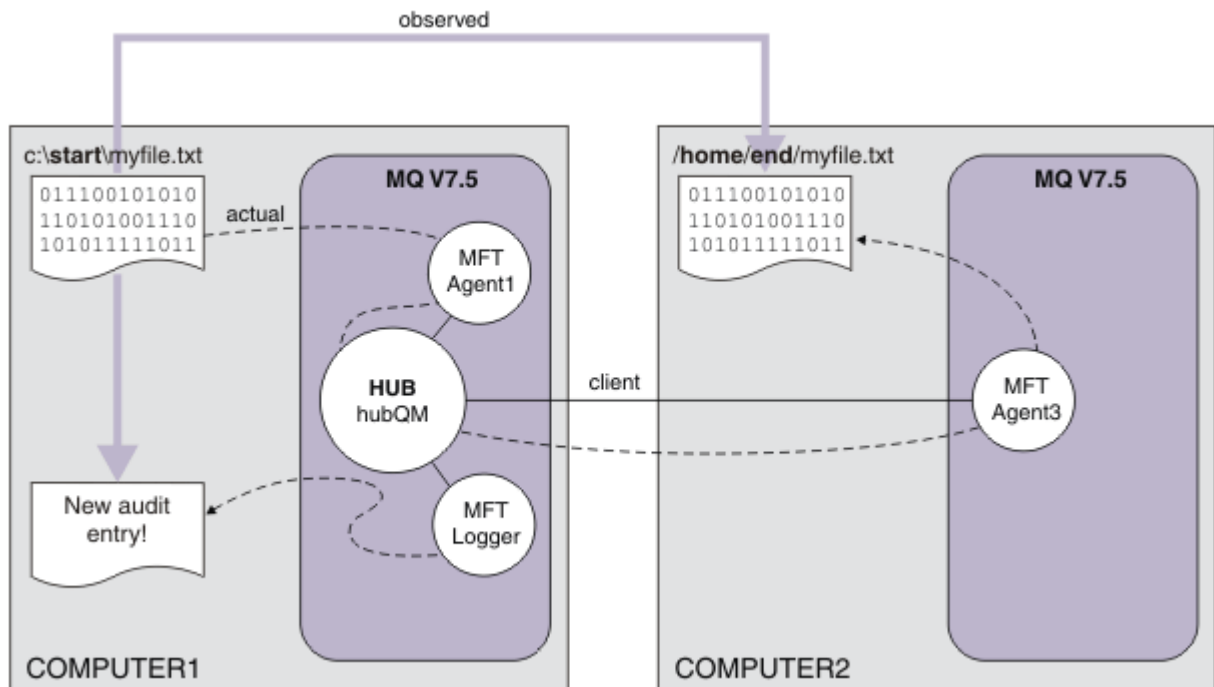 observed
c:\start\myfile.txt
011100101010
110101001110
101011111011
actual
MQ V7.5
MFT
Agent1
HUB
hubQM
client
MFT
Logger
New audit
entry!
COMPUTER1
/home/end/myfile.txt
011100101010
110101001110
101011111011
MQ V7.5
MFT
Agent3
COMPUTER2